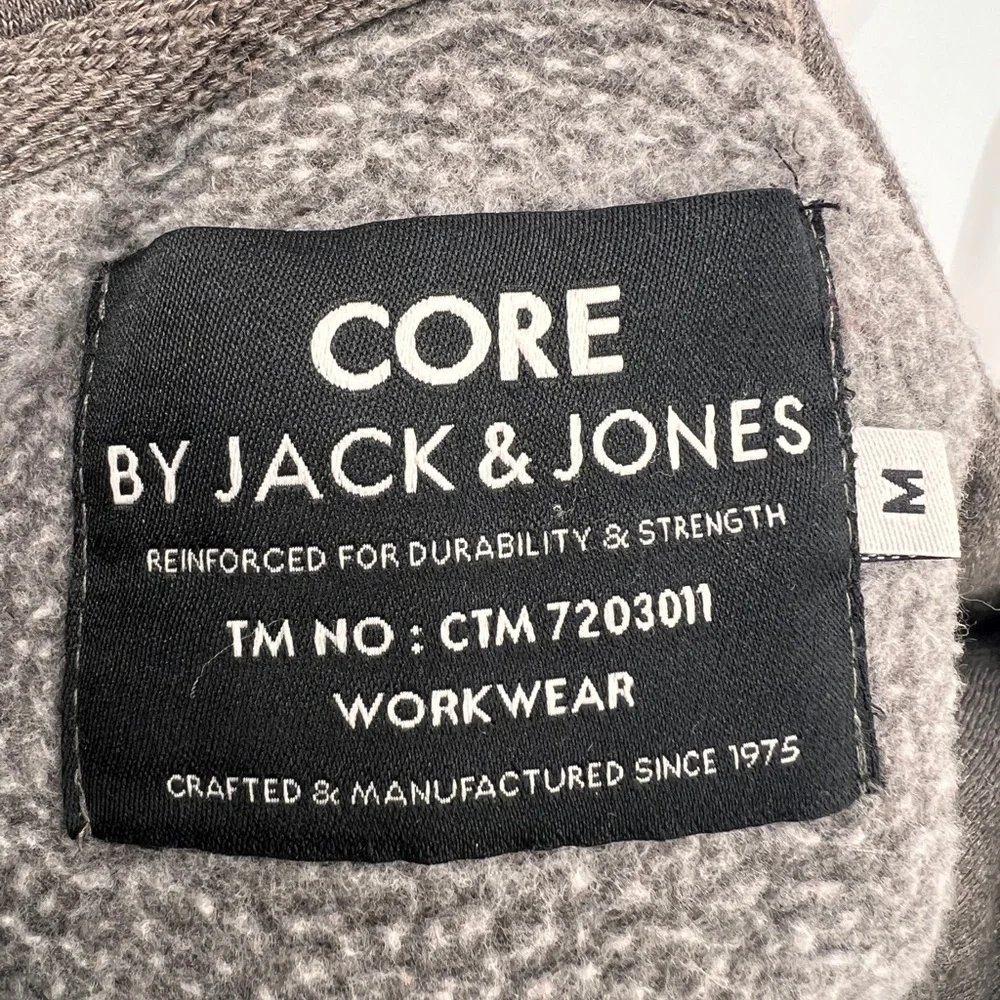 CORE
BY JACK & JONES
REINFORCED FOR DURABILITY & STRENGTH
TM NO : CTM 7203011
WORKWEAR
CRAFTED & MANUFACTURED SINCE 1975
M